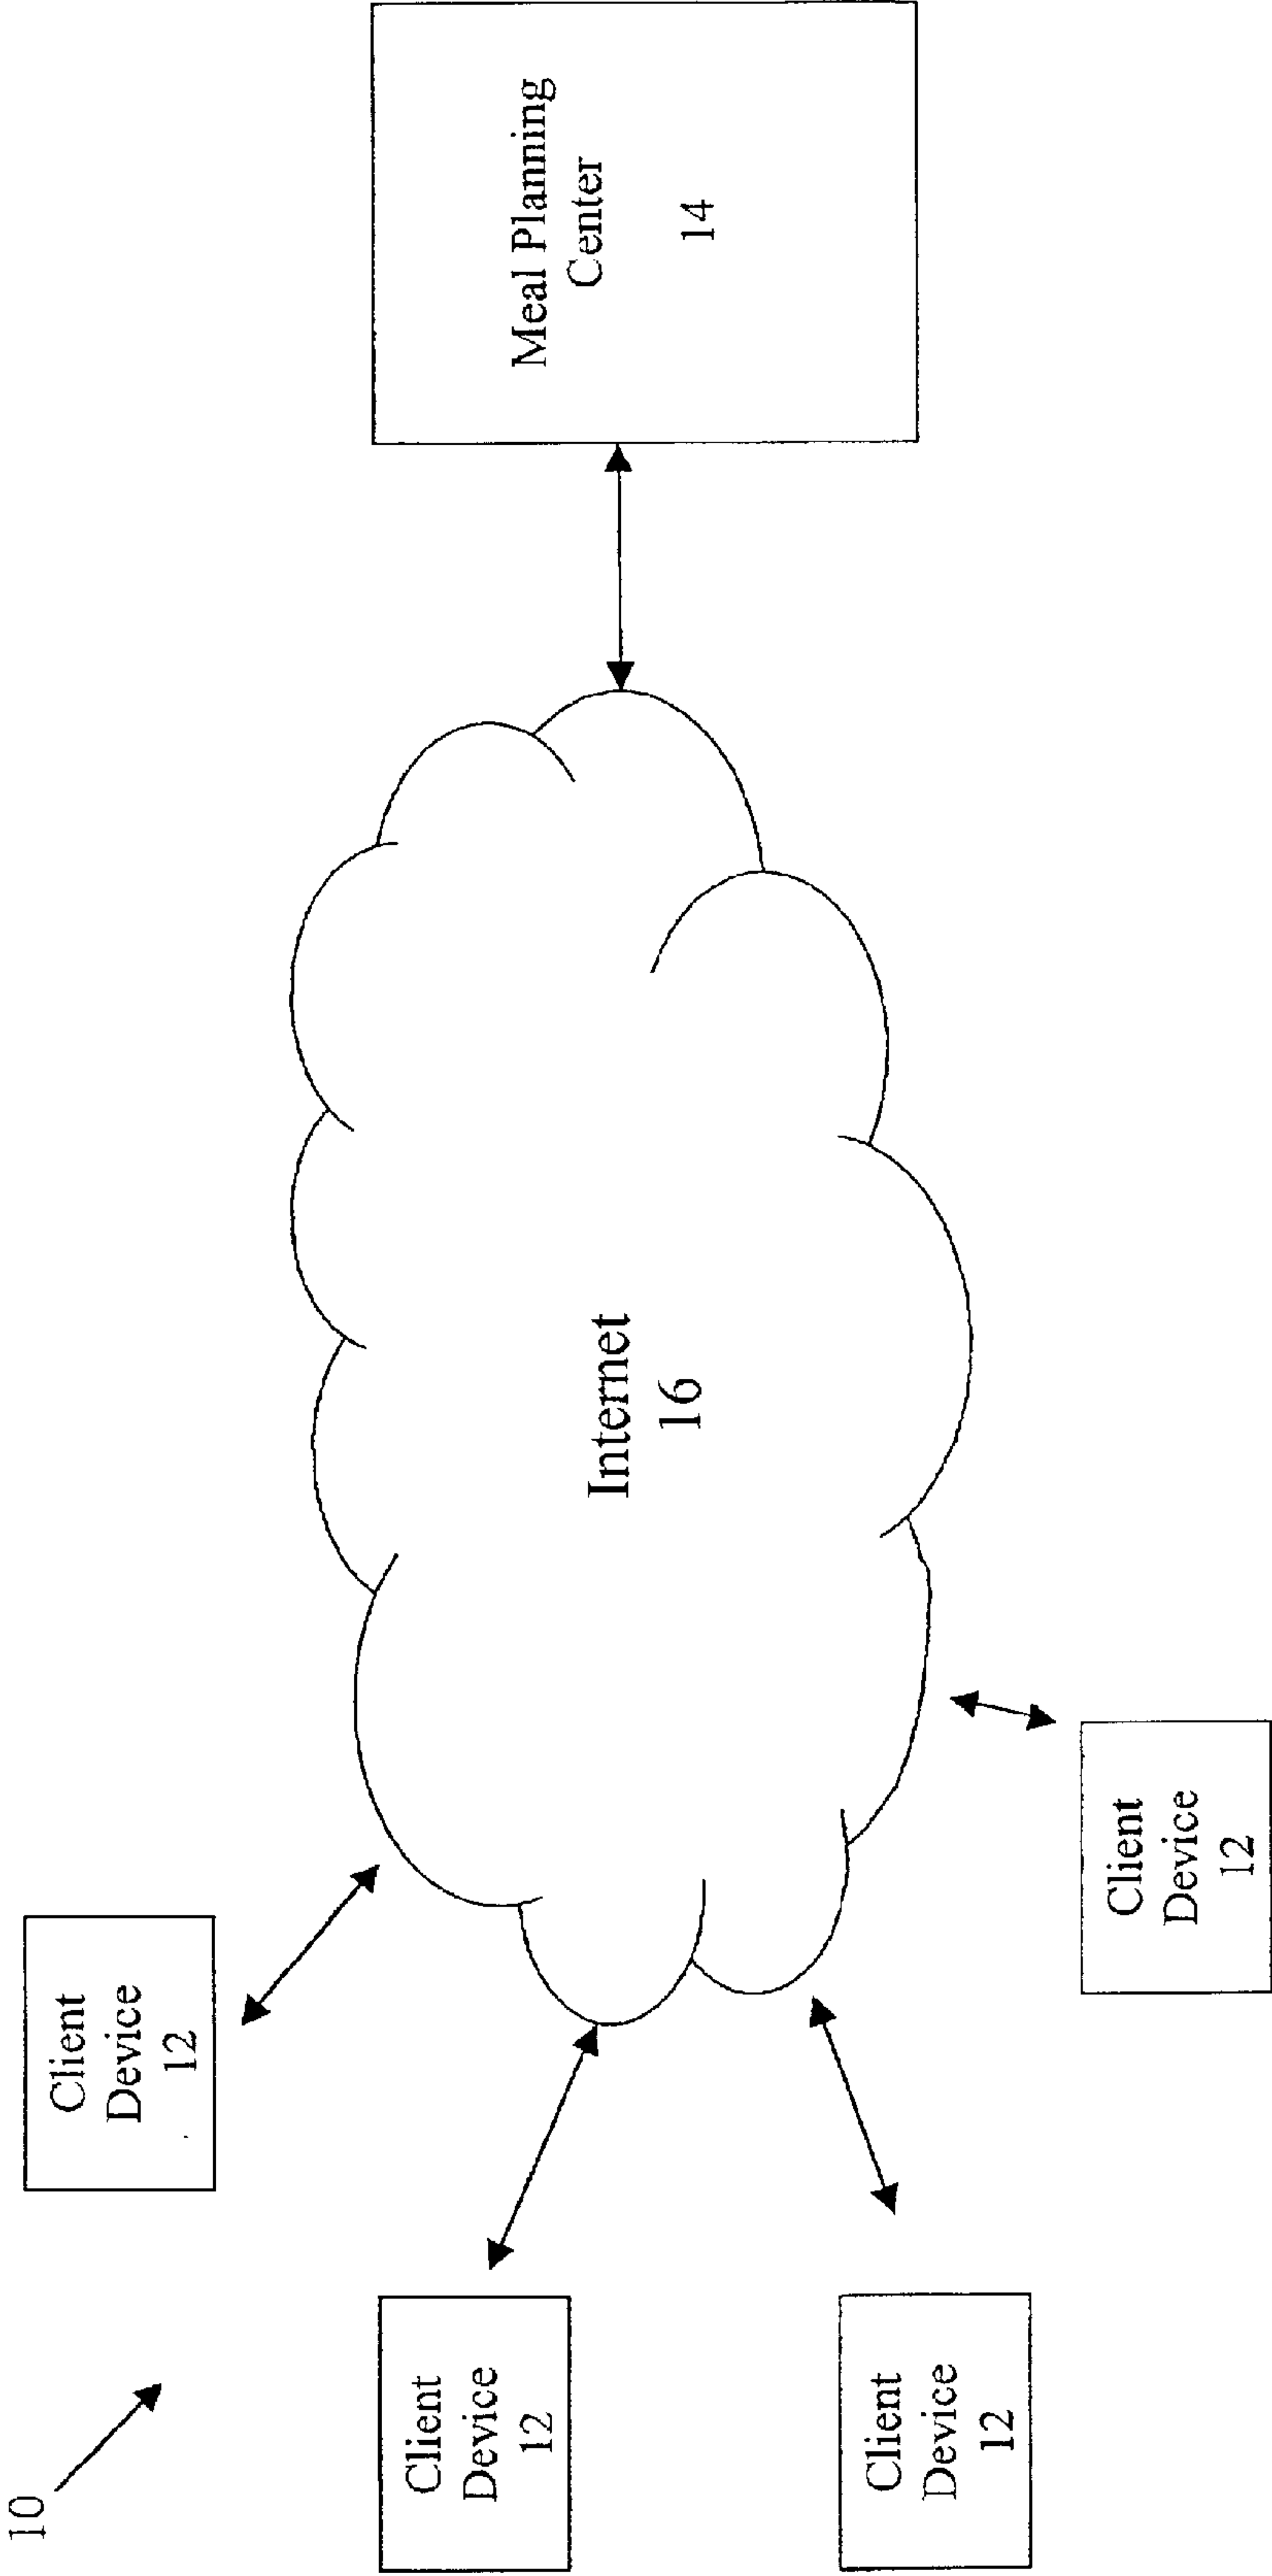 10
Client
Device
12
Client
Device
12
Client
Device
12
Client
Device
12
Internet
16
Meal Planning
Center
14